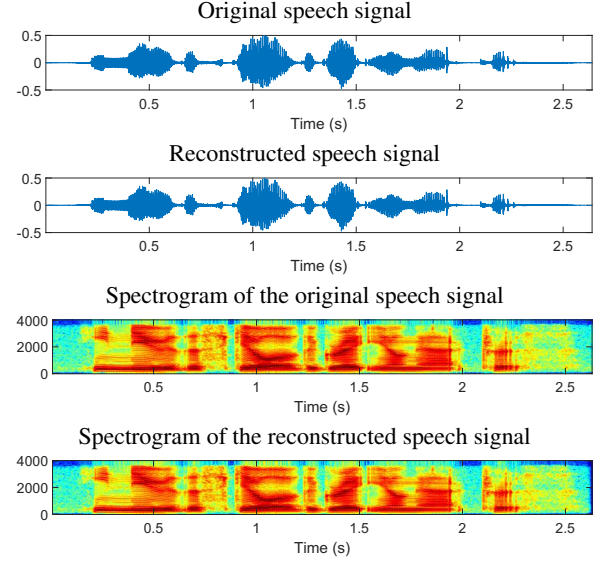 Original speech signal
0.5
0
-0.5
0.5 1 1.5 2 2.5
Time (s)
Reconstructed speech signal
0.5
0
-0.5
0.5 1 1.5 2 2.5
Time (s)
Spectrogram of the original speech signal
4000
2000
0
0.5 1 1.5 2 2.5
Time (s)
Spectrogram of the reconstructed speech signal
4000
2000
0
0.5 1 1.5 2 2.5
Time (s)